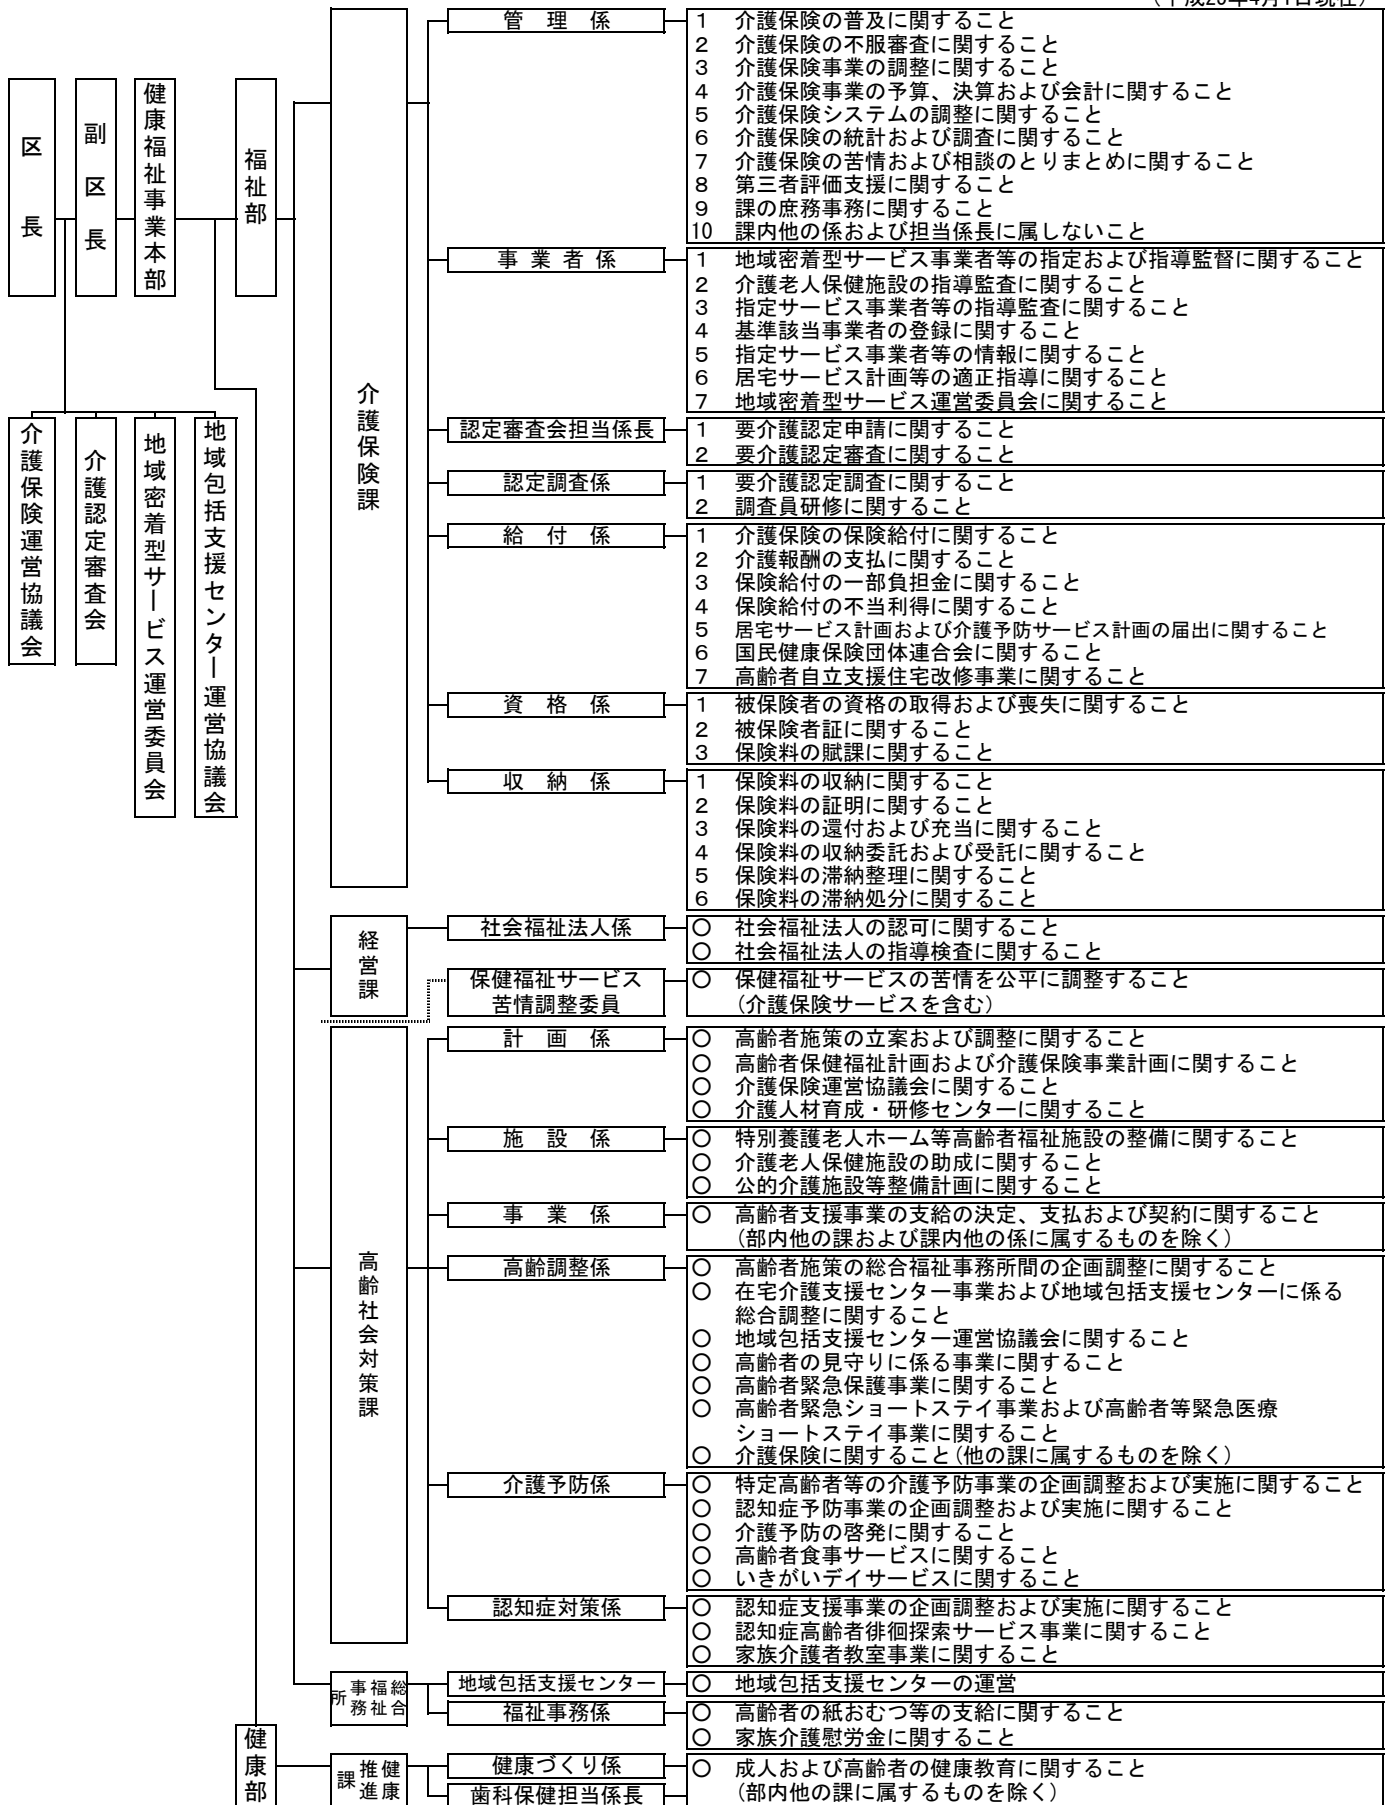 (平成20年4月1日現在)
区長
副区長
健康福祉事業本部
福祉部
介護保険運営協議会
介護認定審査会
地域密着型サービス運営委員会
地域包括支援センター運営協議会
介護保険課
管理係
1 介護保険の普及に関すること
2 介護保険の不服審査に関すること
3 介護保険事業の調整に関すること
4 介護保険事業の予算、決算および会計に関すること
5 介護保険システムの調整に関すること
6 介護保険の統計および調査に関すること
7 介護保険の苦情および相談のとりまとめに関すること
8 第三者評価支援に関すること
9 課の庶務事務に関すること
10 課内他の係および担当係長に属しないこと
事業者係
1 地域密着型サービス事業者等の指定および指導監督に関すること
2 介護老人保健施設の指導監査に関すること
3 指定サービス事業者等の指導監査に関すること
4 基準該当事業者の登録に関すること
5 指定サービス事業者等の情報に関すること
6 居宅サービス計画等の適正指導に関すること
7 地域密着型サービス運営委員会に関すること
認定審査会担当係長
1 要介護認定申請に関すること
2 要介護認定審査に関すること
認定調査係
1 要介護認定調査に関すること
2 調査員研修に関すること
給付係
1 介護保険の保険給付に関すること
2 介護報酬の支払に関すること
3 保険給付の一部負担金に関すること
4 保険給付の不当利得に関すること
5 居宅サービス計画および介護予防サービス計画の届出に関すること
6 国民健康保険団体連合会に関すること
7 高齢者自立支援住宅改修事業に関すること
資格係
1 被保険者の資格の取得および喪失に関すること
2 被保険者証に関すること
3 保険料の賦課に関すること
収納係
1 保険料の収納に関すること
2 保険料の証明に関すること
3 保険料の還付および充当に関すること
4 保険料の収納委託および受託に関すること
5 保険料の滞納整理に関すること
6 保険料の滞納処分に関すること
経営課
社会福祉法人係
○ 社会福祉法人の認可に関すること
○ 社会福祉法人の指導検査に関すること
保健福祉サービス
苦情調整委員
○ 保健福祉サービスの苦情を公平に調整すること
(介護保険サービスを含む)
高齢社会対策課
計画係
○ 高齢者施策の立案および調整に関すること
○ 高齢者保健福祉計画および介護保険事業計画に関すること
○ 介護保険運営協議会に関すること
○ 介護人材育成・研修センターに関すること
施設係
○ 特別養護老人ホーム等高齢者福祉施設の整備に関すること
○ 介護老人保健施設の助成に関すること
○ 公的介護施設等整備計画に関すること
事業係
○ 高齢者支援事業の支給の決定、支払および契約に関すること
(部内他の課および課内他の係に属するものを除く)
高齢調整係
○ 高齢者施策の総合福祉事務所間の企画調整に関すること
○ 在宅介護支援センター事業および地域包括支援センターに係る
総合調整に関すること
○ 地域包括支援センター運営協議会に関すること
○ 高齢者の見守りに係る事業に関すること
○ 高齢者緊急保護事業に関すること
○ 高齢者緊急ショートステイ事業および高齢者等緊急医療
ショートステイ事業に関すること
○ 介護保険に関すること(他の課に属するものを除く)
介護予防係
○ 特定高齢者等の介護予防事業の企画調整および実施に関すること
○ 認知症予防事業の企画調整および実施に関すること
○ 介護予防の啓発に関すること
○ 高齢者食事サービスに関すること
○ いきがいデイサービスに関すること
認知症対策係
○ 認知症支援事業の企画調整および実施に関すること
○ 認知症高齢者徘徊探索サービス事業に関すること
○ 家族介護者教室事業に関すること
総合福祉事務所
地域包括支援センター
○ 地域包括支援センターの運営
福祉事務係
○ 高齢者の紙おむつ等の支給に関すること
○ 家族介護慰労金に関すること
健康部
健康推進課
健康づくり係
歯科保健担当係長
○ 成人および高齢者の健康教育に関すること
(部内他の課に属するものを除く)